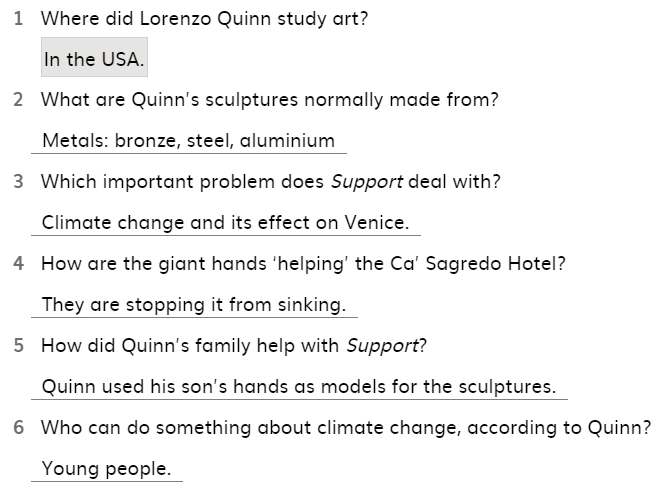 1 Where did Lorenzo Quinn study art?
In the USA.
2 What are Quinn's sculptures normally made from?
Metals: bronze, steel, aluminium
3 Which important problem does Support deal with?
Climate change and its effect on Venice.
4 How are the giant hands 'helping' the Ca' Sagredo Hotel?
They are stopping it from sinking.
5 How did Quinn's family help with Support?
Quinn used his son's hands as models for the sculptures.
6 Who can do something about climate change, according to Quinn?
Young people.